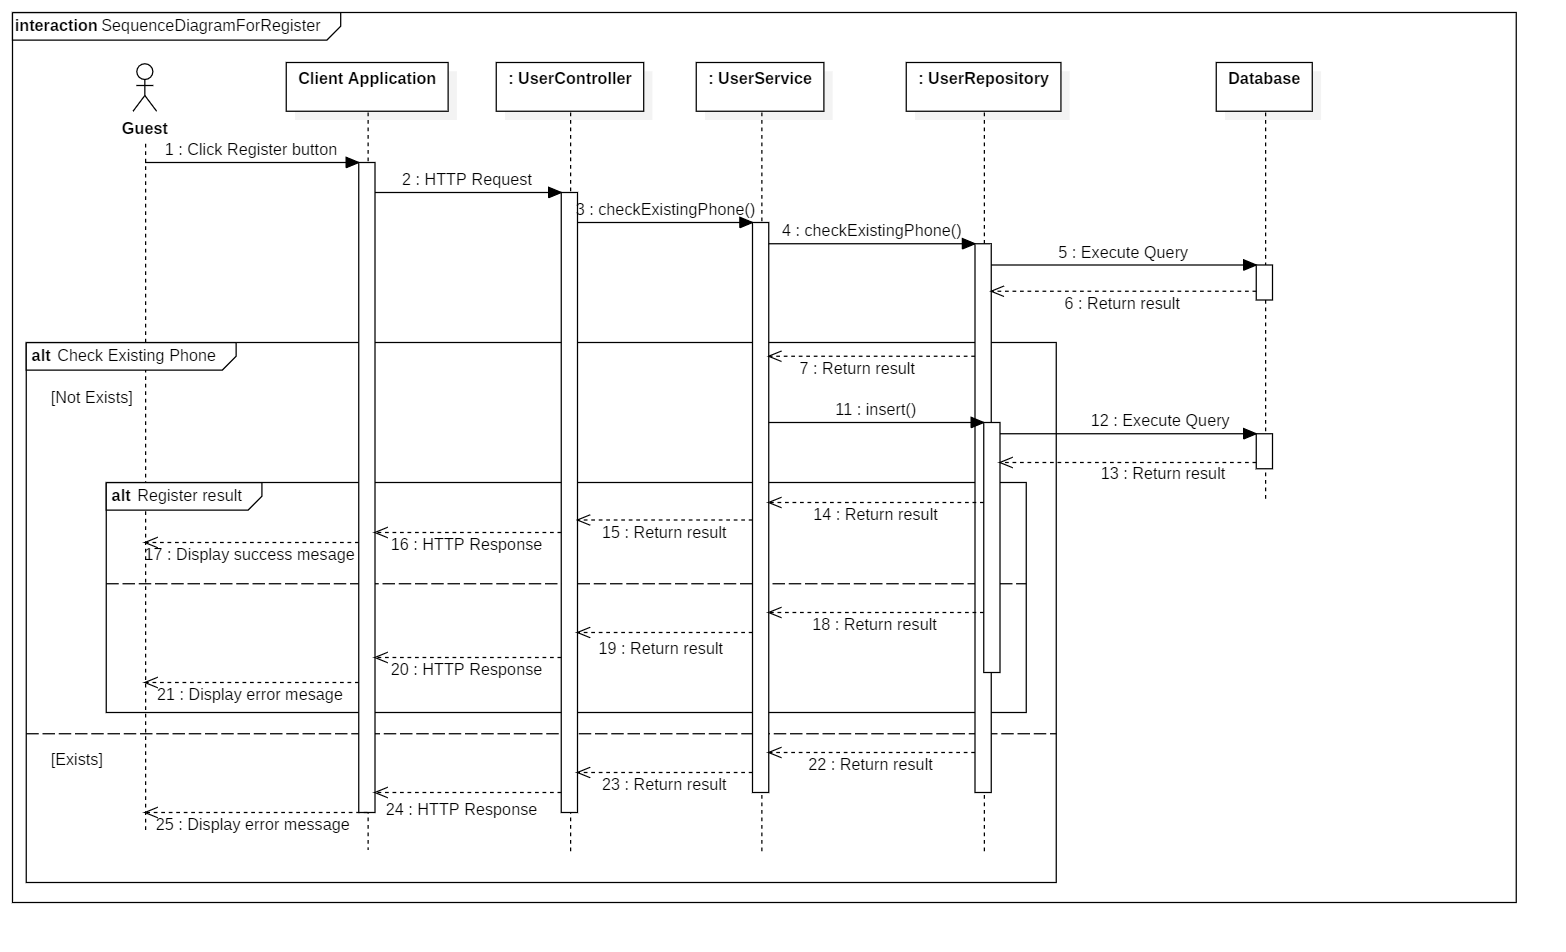 interaction SequenceDiagramForRegister
Guest
Client Application
: UserController
: UserService
: UserRepository
Database
1 : Click Register button
2 : HTTP Request
3 : checkExistingPhone()
4 : checkExistingPhone()
5 : Execute Query
6 : Return result
alt Check Existing Phone
7 : Return result
[Not Exists]
11 : insert()
12 : Execute Query
13 : Return result
alt Register result
14 : Return result
15 : Return result
16 : HTTP Response
17 : Display success mesage
18 : Return result
19 : Return result
20 : HTTP Response
21 : Display error mesage
[Exists]
22 : Return result
23 : Return result
24 : HTTP Response
25 : Display error message